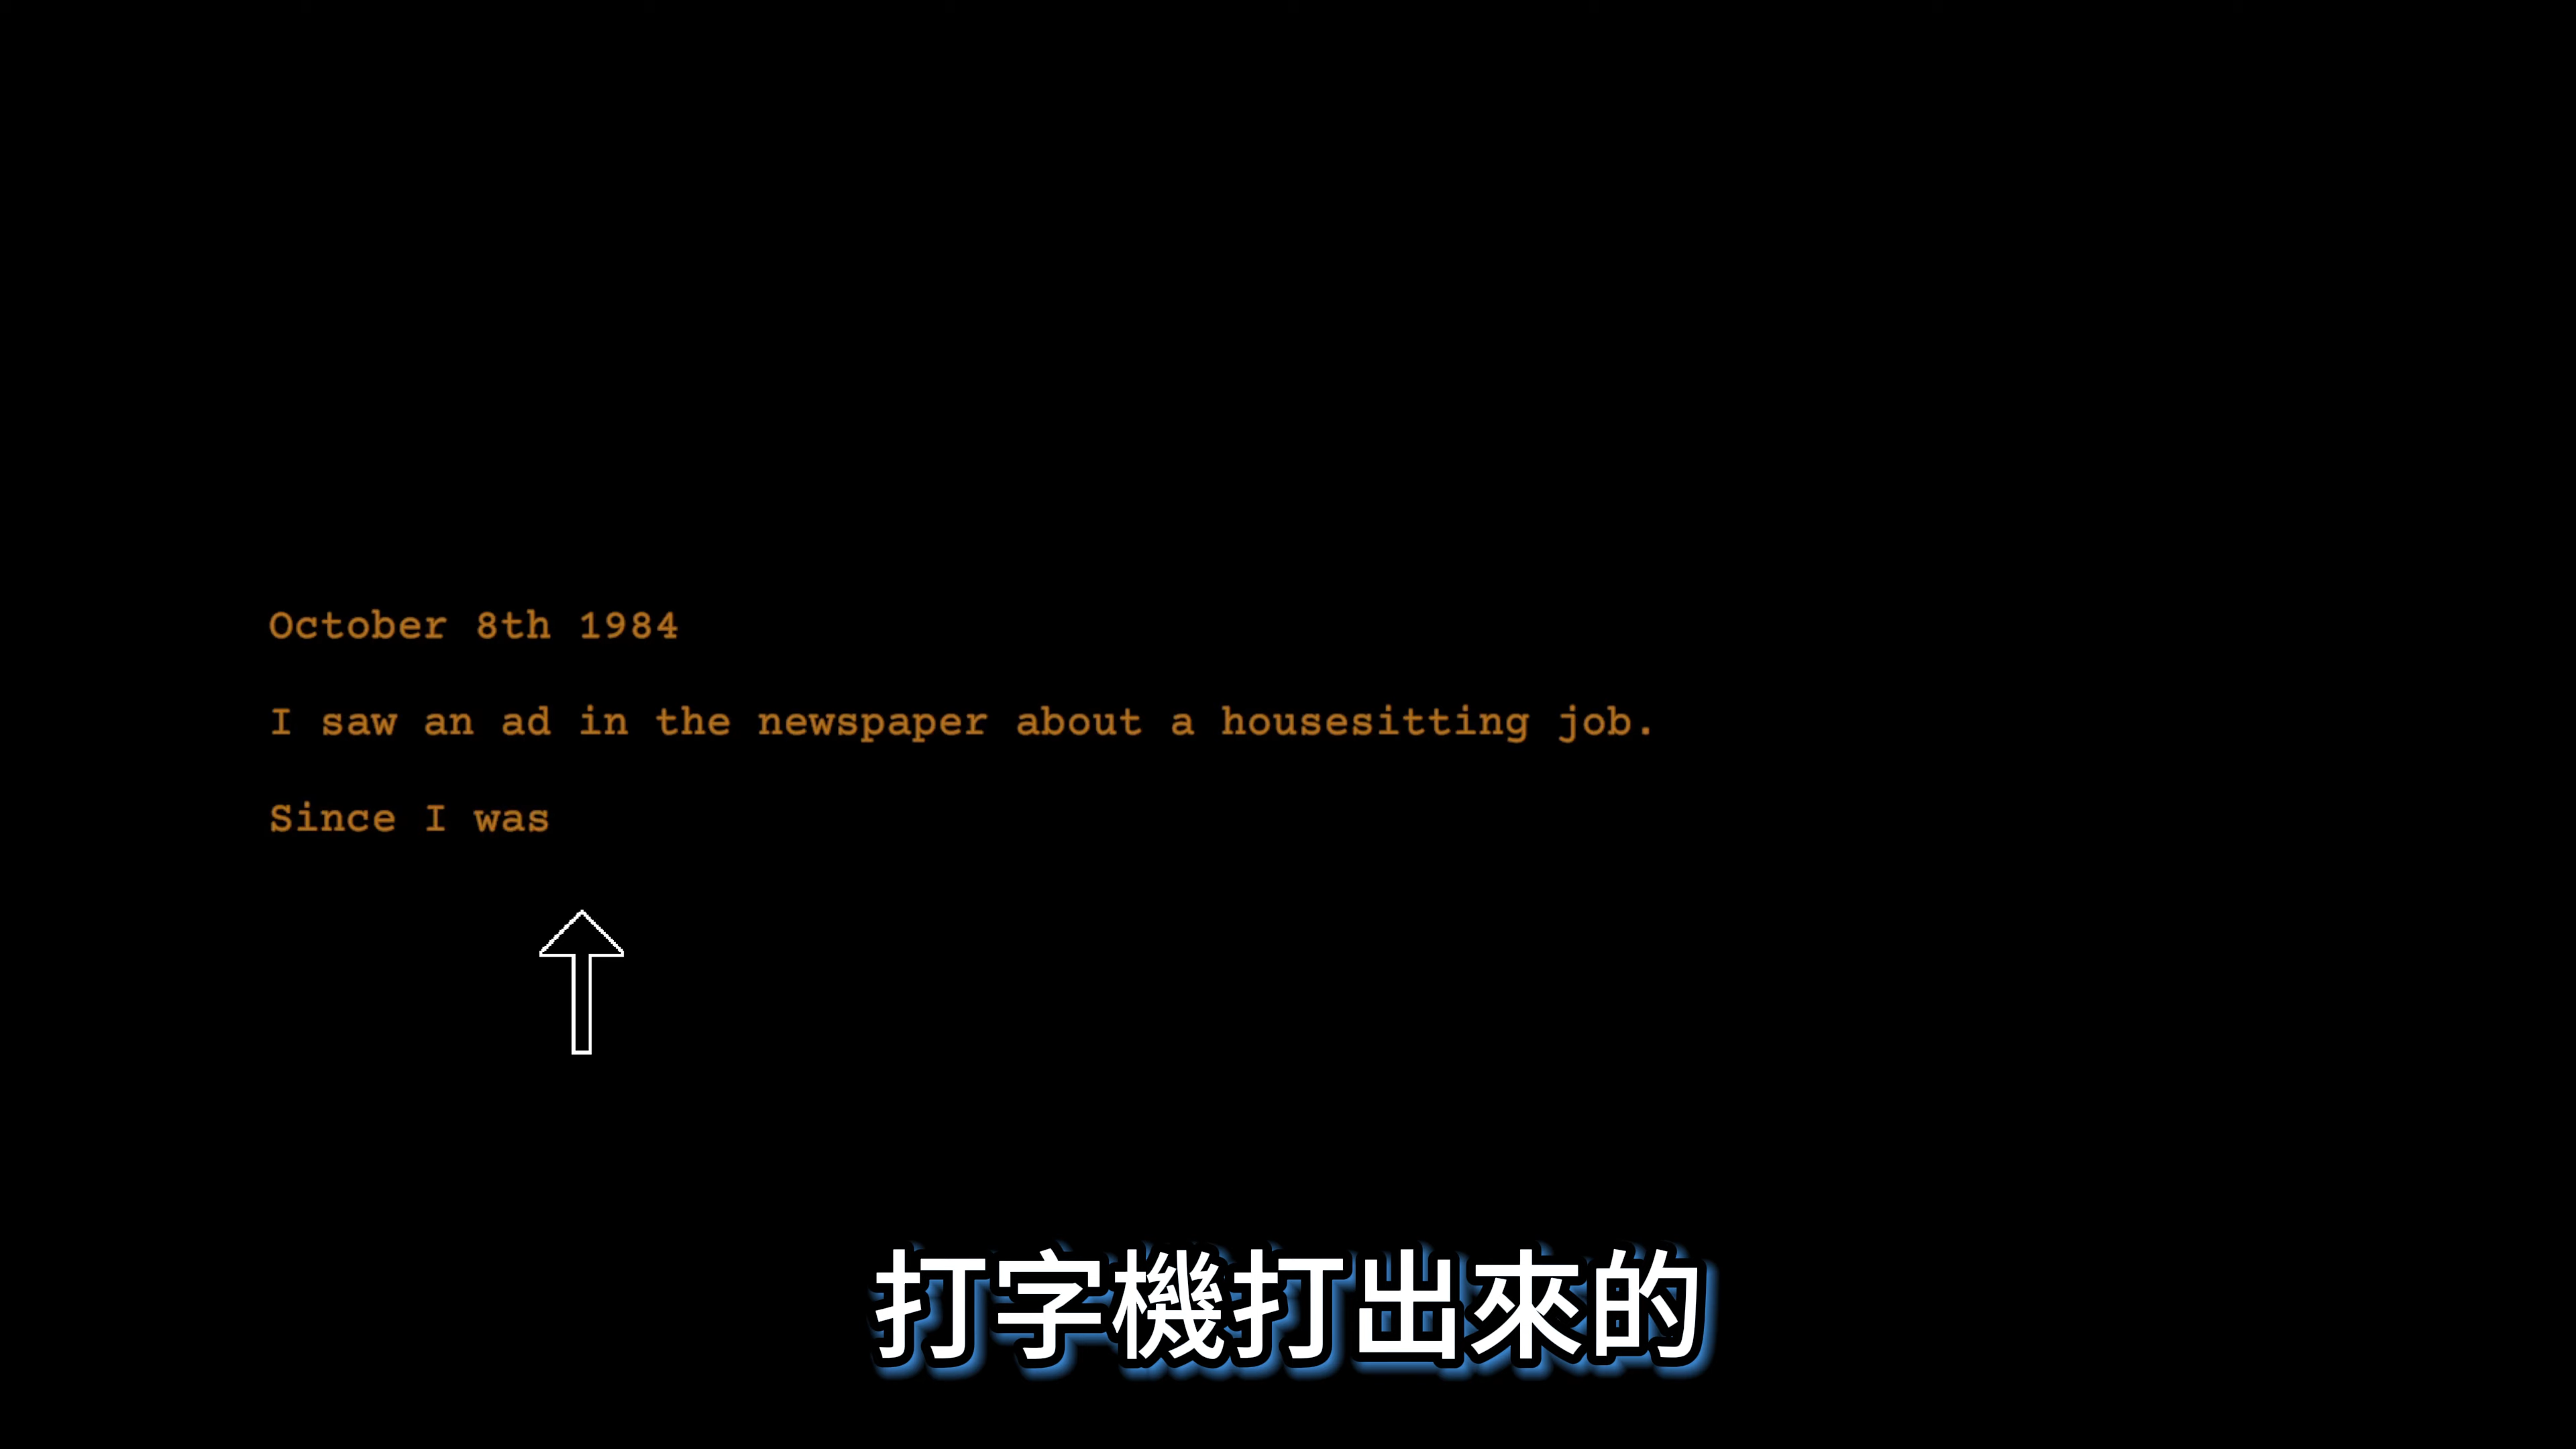 October 8th 1984
I saw an ad in the newspaper about a housesitting job.
Since I was
打字機打出來的